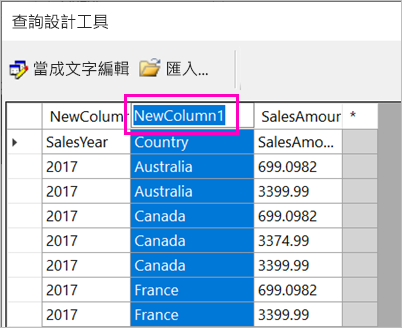 查詢設計工具
當成文字編輯 匯入...
NewColumn NewColumn1 SalesAmour *
SalesYear Country SalesAmo...
2017 Australia 699.0982
2017 Australia 3399.99
2017 Canada 699.0982
2017 Canada 3374.99
2017 Canada 3399.99
2017 France 699.0982
2017 France 3399.99